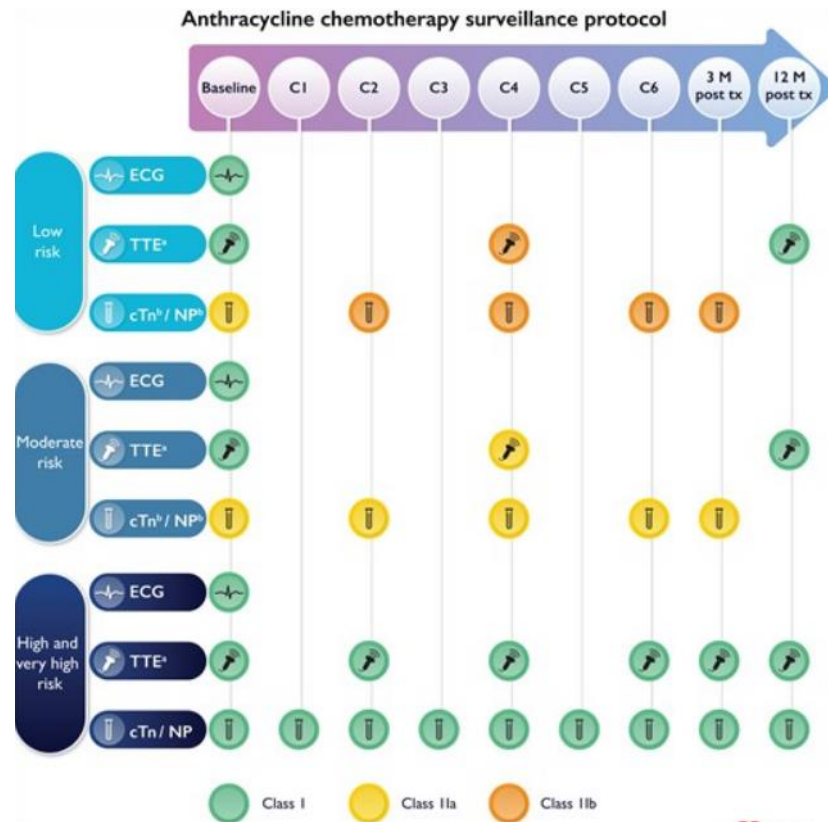 Anthracycline chemotherapy surveillance protocol
Baseline C1 C2 C3 C4 C5 C6 3 M post tx 12 M post tx
Low risk
ECG
TTEᵃ
cTnᵇ / NPᵇ
Moderate risk
ECG
TTEᵃ
cTnᵇ / NPᵇ
High and very high risk
ECG
TTEᵃ
cTn / NP
Class I Class IIa Class IIb